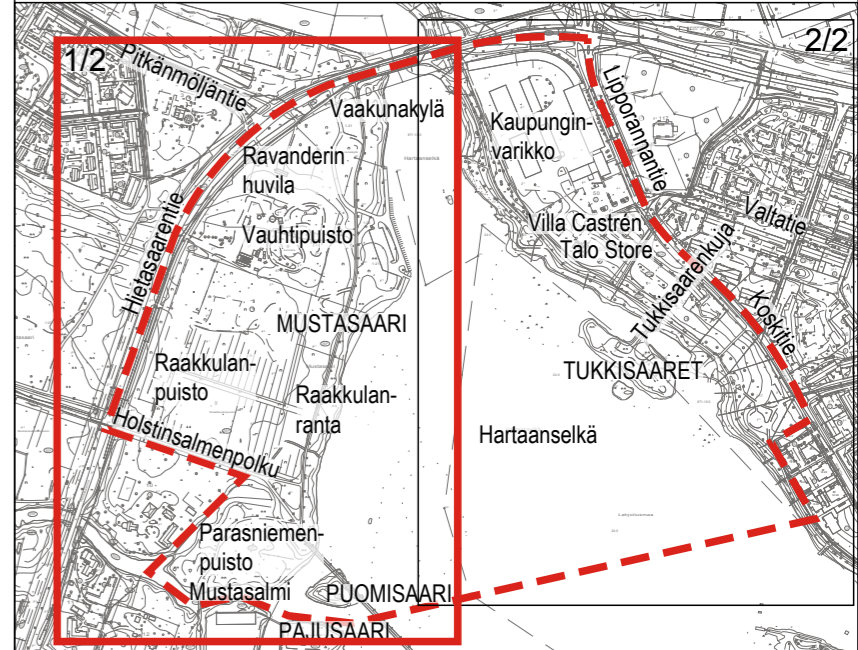 1/2
2/2
Pitkänmöljäntie
Vaakunakylä
Lipporannantie
Kaupungin-
varikko
Ravanderin
huvila
Hartaanselkä
Vauhtipuisto
Villa Castrén
Talo Store
Valtatie
Hietasaarentie
Tukkisaarenkuja
Koskitie
MUSTASAARI
Raakkulan-
puisto
TUKKISAARET
Raakkulan-
ranta
Holstinsalmenpolku
Hartaanselkä
Parasniemen-
puisto
Mustasalmi
PUOMISAARI
PAJUSAARI